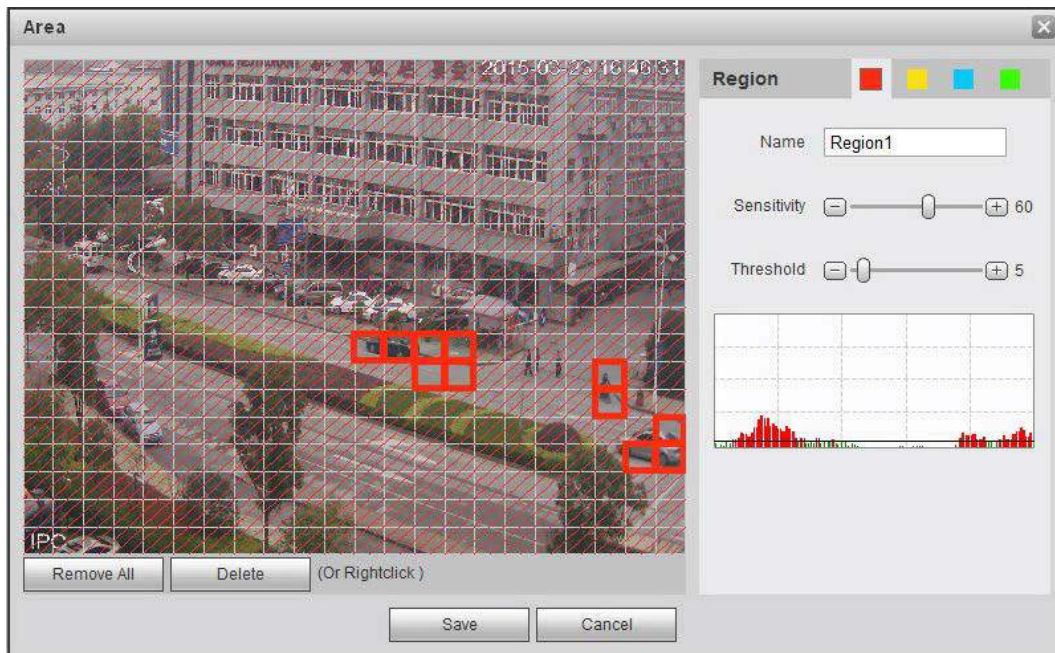 Area
2015-03-23 16:46:31
Region
Name
Region1
Sensitivity
60
Threshold
5
IPC
Remove All
Delete
(Or Rightclick )
Save
Cancel